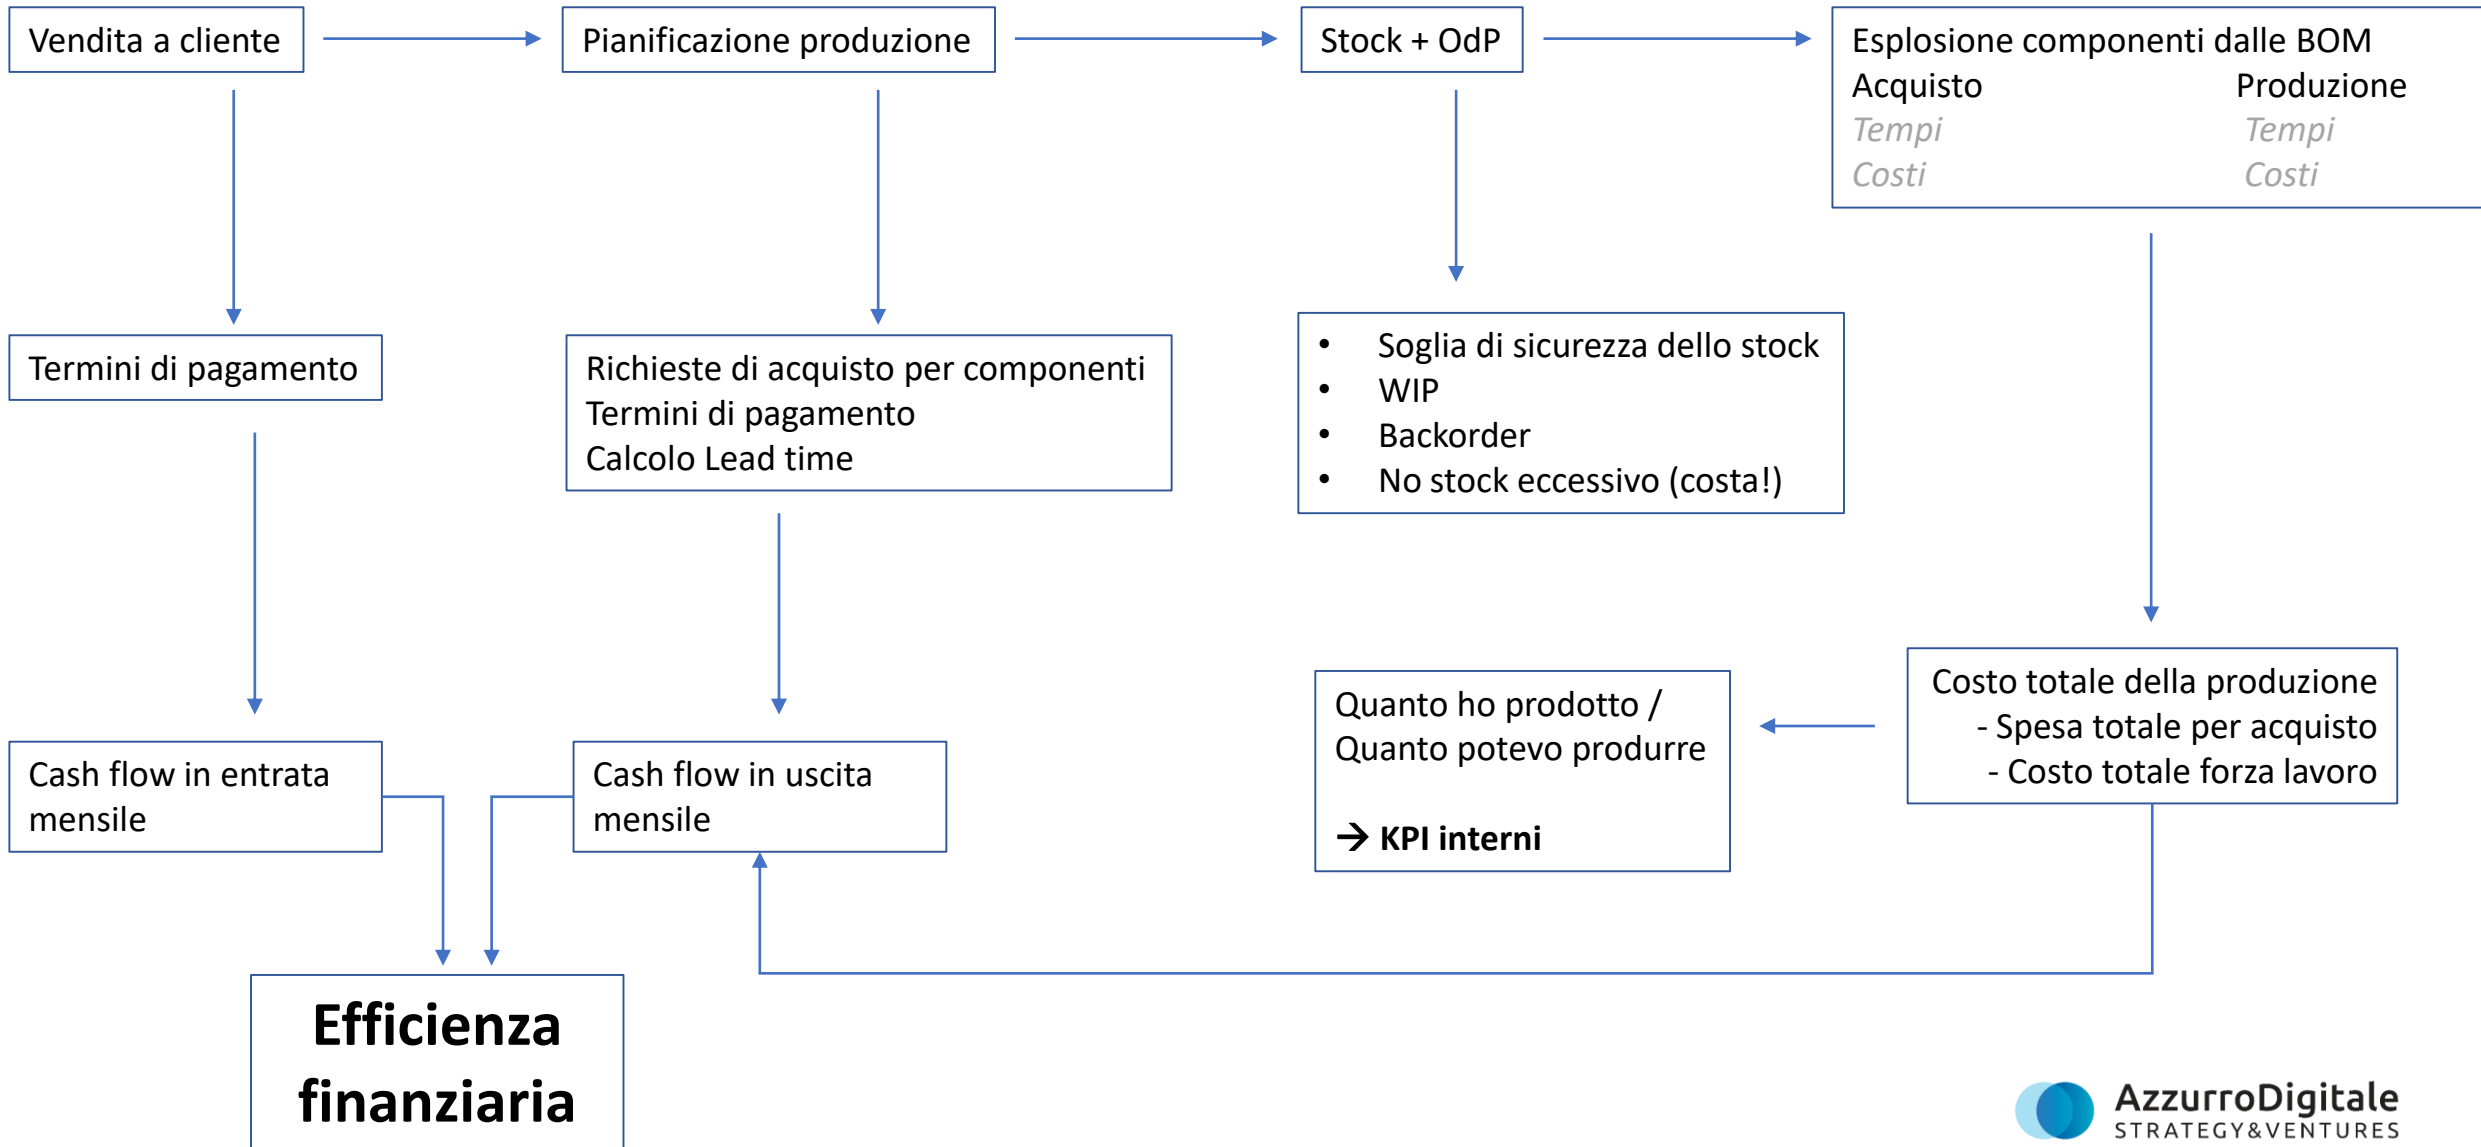 Vendita a cliente
Pianificazione produzione
Stock + OdP
Esplosione componenti dalle BOM
Acquisto Produzione
Tempi Tempi
Costi Costi
Termini di pagamento
Richieste di acquisto per componenti
Termini di pagamento
Calcolo Lead time
• Soglia di sicurezza dello stock
• WIP
• Backorder
• No stock eccessivo (costa!)
Cash flow in entrata
mensile
Cash flow in uscita
mensile
Quanto ho prodotto /
Quanto potevo produrre
→ KPI interni
Costo totale della produzione
- Spesa totale per acquisto
- Costo totale forza lavoro
Efficienza
finanziaria
AzzurroDigitale
STRATEGY&VENTURES